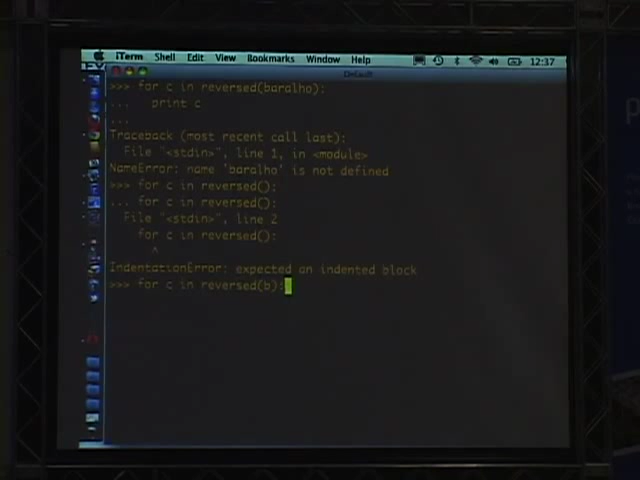 iTerm Shell Edit View Bookmarks Window Help 12:37
Default
>>> for c in reversed(baralho):
... print c
...
Traceback (most recent call last):
File "<stdin>", line 1, in <module>
NameError: name 'baralho' is not defined
>>> for c in reversed():
... for c in reversed():
File "<stdin>", line 2
for c in reversed():
^
IndentationError: expected an indented block
>>> for c in reversed(b):